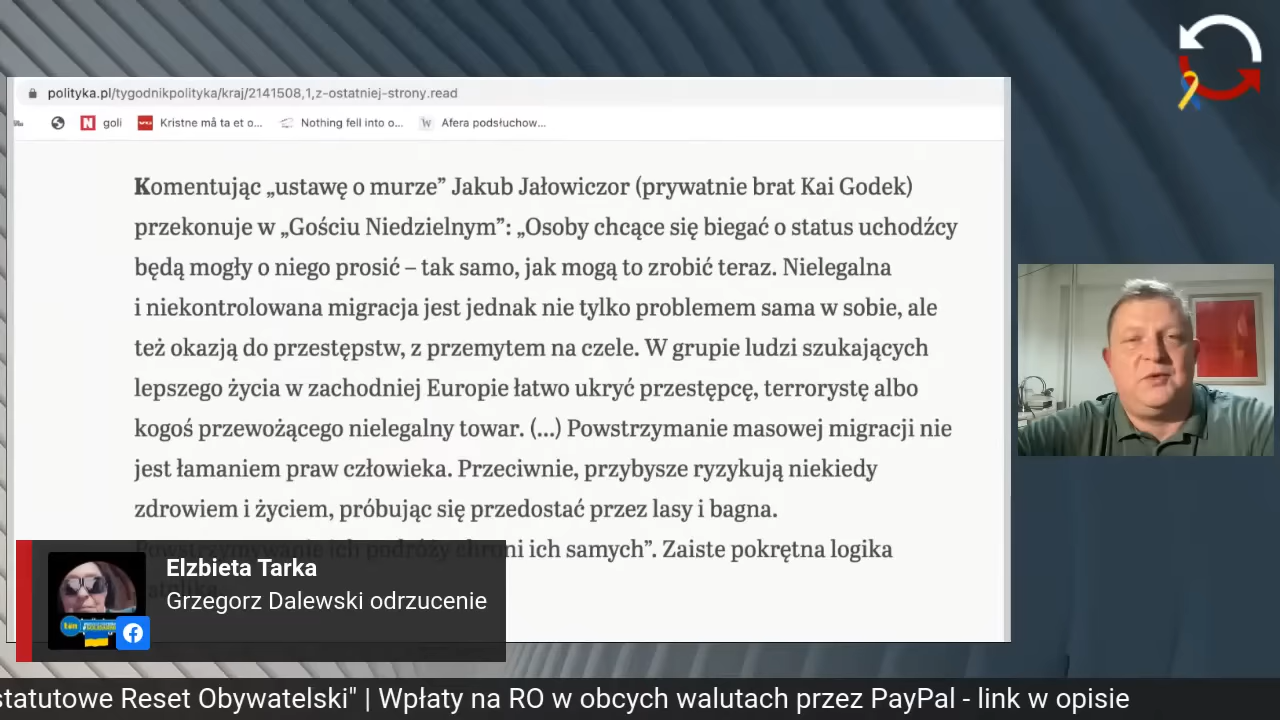 polityka.pl/tygodnikpolityka/kraj/2141508,1,z-ostatniej-strony.read
goli
Kristne må ta et o...
Nothing fell into o...
Afera podsłuchow...
Komentując „ustawę o murze” Jakub Jałowiczor (prywatnie brat Kai Godek)
przekonuje w „Gościu Niedzielnym”: „Osoby chcące się biegać o status uchodźcy
będą mogły o niego prosić – tak samo, jak mogą to zrobić teraz. Nielegalna
i niekontrolowana migracja jest jednak nie tylko problemem sama w sobie, ale
też okazją do przestępstw, z przemytem na czele. W grupie ludzi szukających
lepszego życia w zachodniej Europie łatwo ukryć przestępcę, terrorystę albo
kogoś przewożącego nielegalny towar. (...) Powstrzymanie masowej migracji nie
jest łamaniem praw człowieka. Przeciwnie, przybysze ryzykują niekiedy
zdrowiem i życiem, próbując się przedostać przez lasy i bagna.
Powstrzymywanie ich podróży chroni ich samych”. Zaiste pokrętna logika
Elzbieta Tarka
Grzegorz Dalewski odrzucenie
statutowe Reset Obywatelski" | Wpłaty na RO w obcych walutach przez PayPal - link w opisie